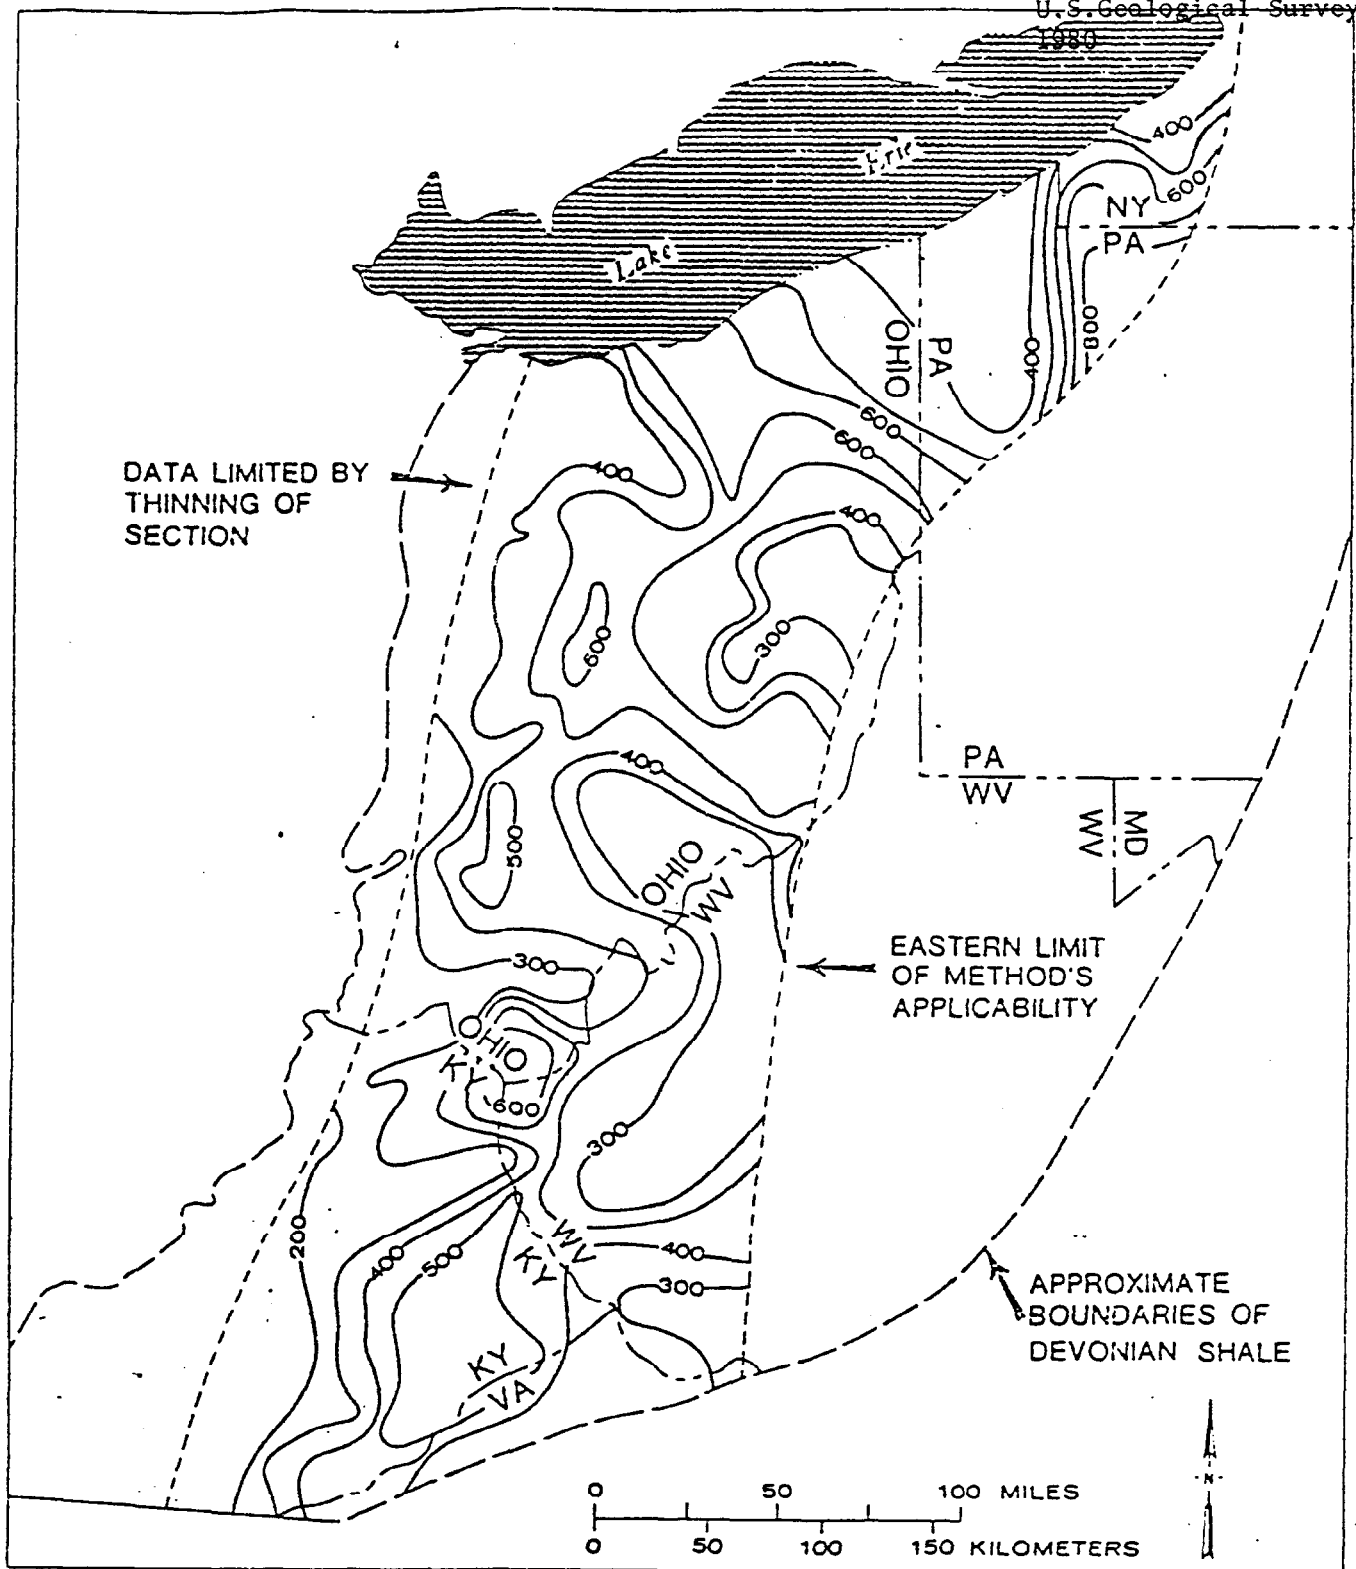 U.S.Geological Survey
1980
400
Erie
600
NY
PA
Lake
800
OHIO
PA
400
600
600
DATA LIMITED BY
THINNING OF
SECTION
400
400
300
600
400
PA
WV
MD
WV
500
OHIO
WV
EASTERN LIMIT
OF METHOD'S
APPLICABILITY
300
OHIO
KY
600
300
200
400
500
WV
KY
400
300
APPROXIMATE
BOUNDARIES OF
DEVONIAN SHALE
KY
VA
N
0 50 100 MILES
0 50 100 150 KILOMETERS